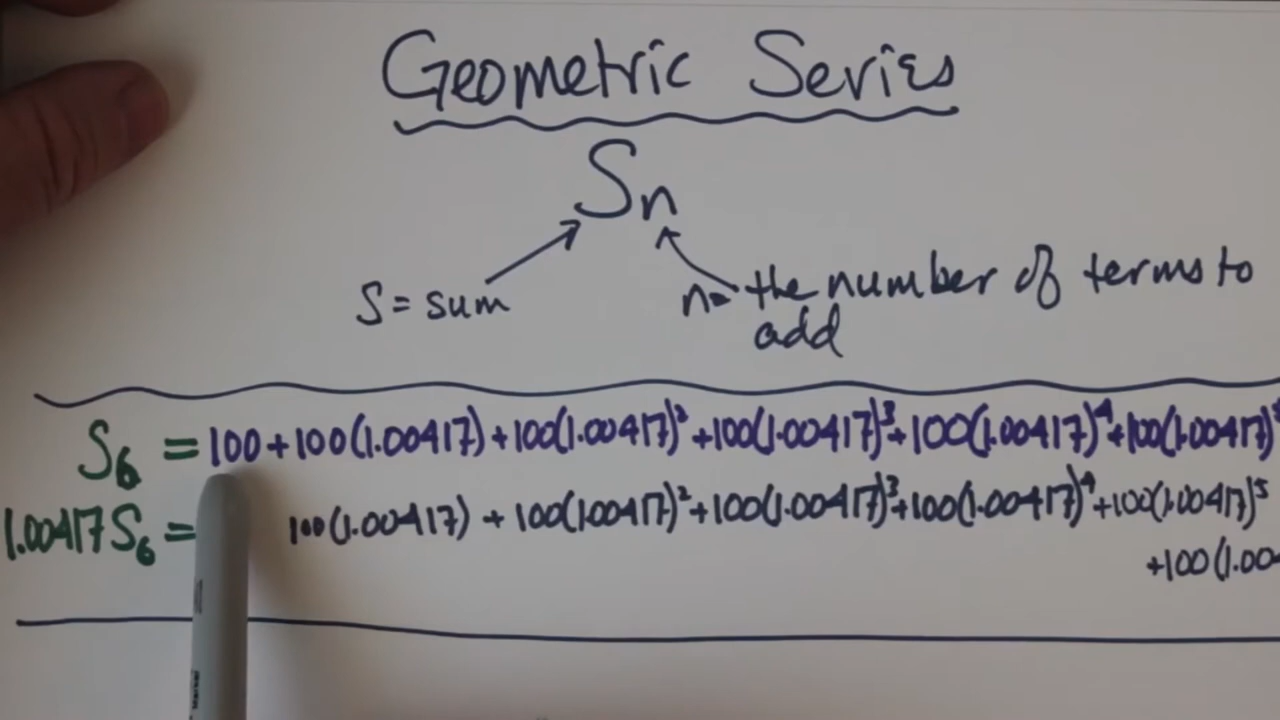 Geometric Series
Sn
S = sum
n= the number of terms to
add
S6 = 100 + 100(1.00417) + 100(1.00417)² + 100(1.00417)³ + 100(1.00417)⁴ + 100(1.00417)⁵
1.00417 S6 = 100(1.00417) + 100(1.00417)² + 100(1.00417)³ + 100(1.00417)⁴ + 100(1.00417)⁵
+100(1.00